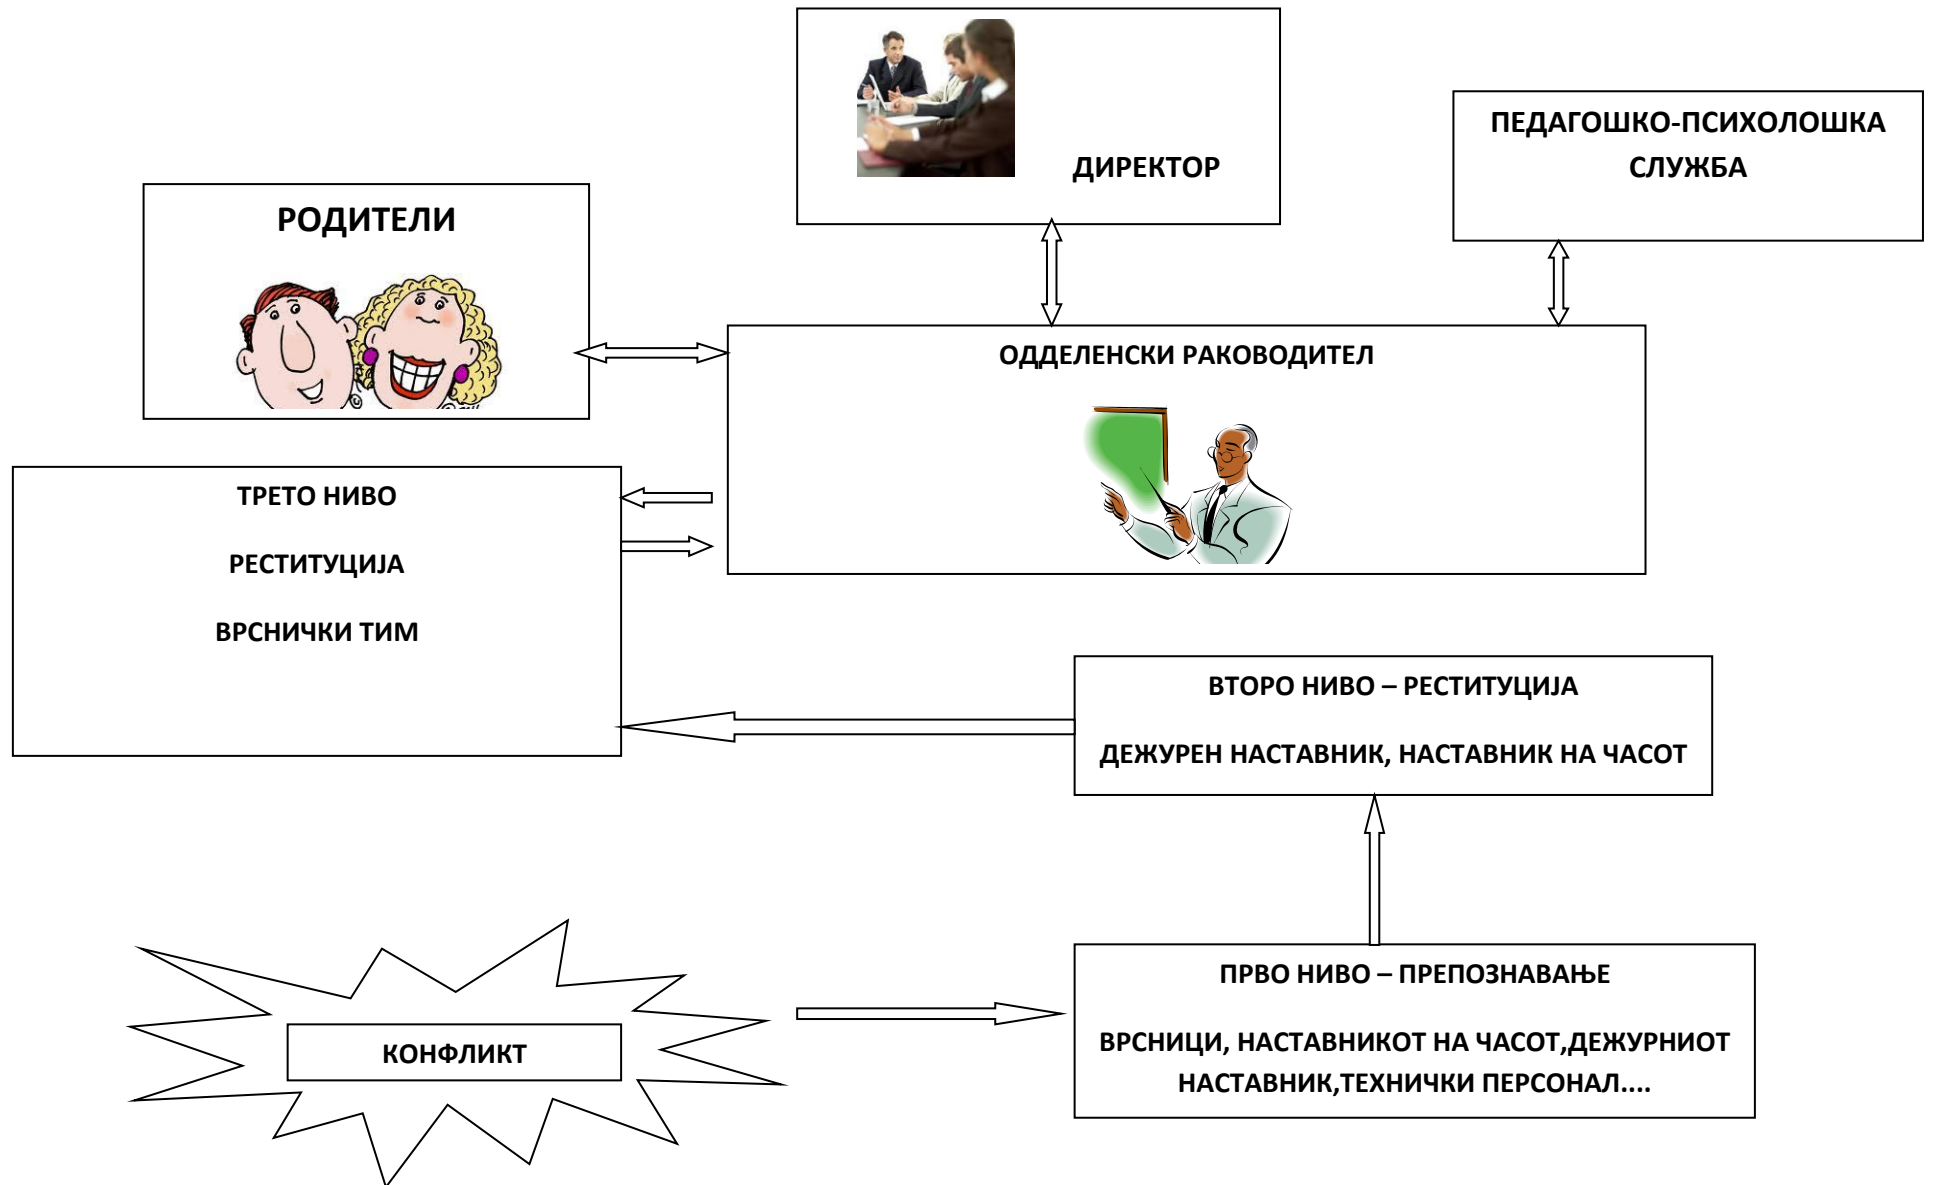 ДИРЕКТОР
ПЕДАГОШКО-ПСИХОЛОШКА
СЛУЖБА
РОДИТЕЛИ
ОДДЕЛЕНСКИ РАКОВОДИТЕЛ
ТРЕТО НИВО
РЕСТИТУЦИЈА
ВРСНИЧКИ ТИМ
ВТОРО НИВО – РЕСТИТУЦИЈА
ДЕЖУРЕН НАСТАВНИК, НАСТАВНИК НА ЧАСОТ
КОНФЛИКТ
ПРВО НИВО – ПРЕПОЗНАВАЊЕ
ВРСНИЦИ, НАСТАВНИКОТ НА ЧАСОТ,ДЕЖУРНИОТ
НАСТАВНИК,ТЕХНИЧКИ ПЕРСОНАЛ....